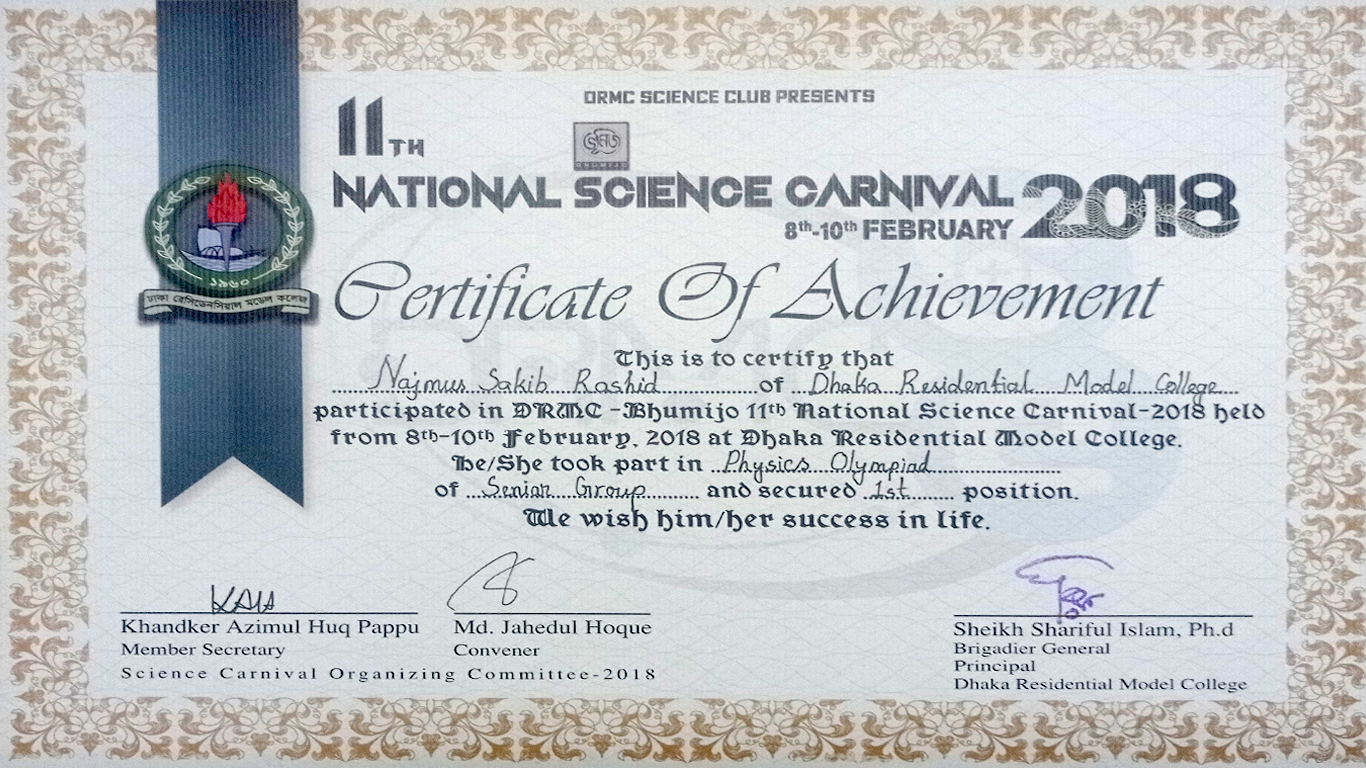 DRMC SCIENCE CLUB PRESENTS
11TH
BHUMIJO
NATIONAL SCIENCE CARNIVAL 2018
8th-10th FEBRUARY
১৯৬০
ঢাকা রেসিডেনসিয়াল মডেল কলেজ
Certificate Of Achievement
This is to certify that
Najmus Sakib Rashid of Dhaka Residential Model College
participated in DRMC -Bhumijo 11th National Science Carnival-2018 held
from 8th-10th February, 2018 at Dhaka Residential Model College.
He/She took part in Physics Olympiad
of Senior Group and secured 1st position.
We wish him/her success in life.
Khandker Azimul Huq Pappu
Member Secretary
Md. Jahedul Hoque
Convener
Science Carnival Organizing Committee-2018
Sheikh Shariful Islam, Ph.d
Brigadier General
Principal
Dhaka Residential Model College